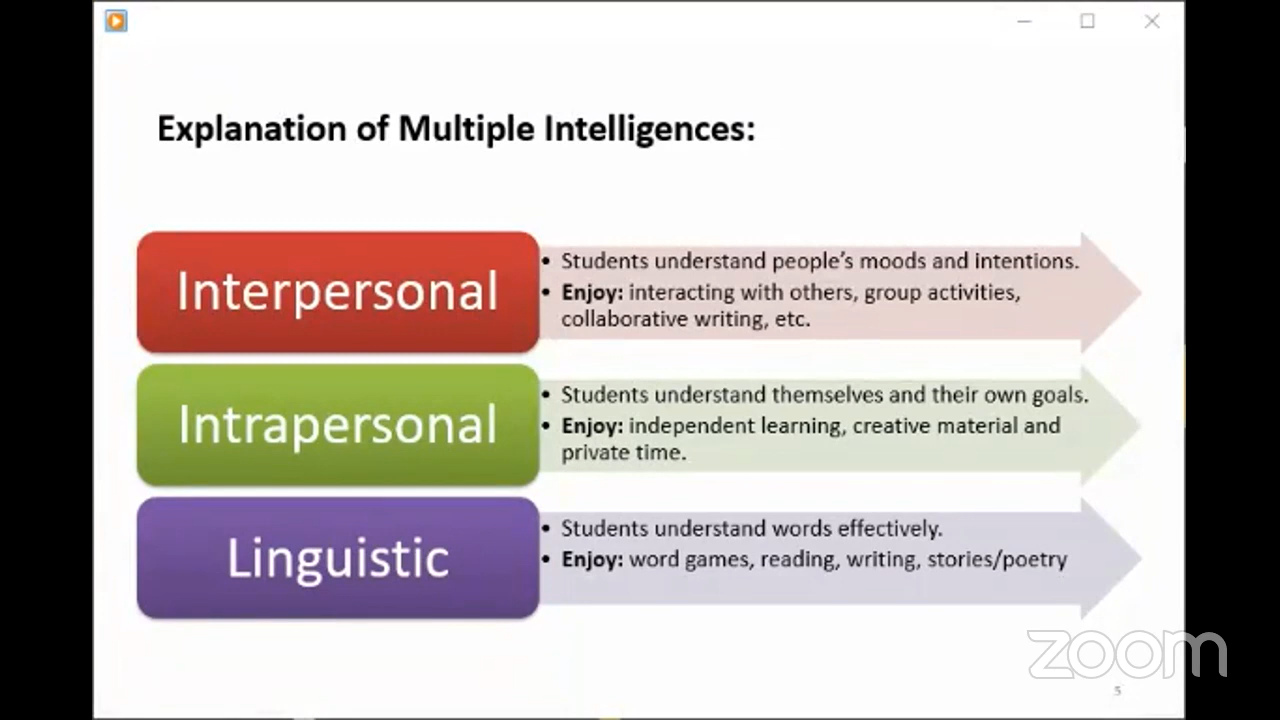 Explanation of Multiple Intelligences:
Interpersonal
• Students understand people's moods and intentions.
• Enjoy: interacting with others, group activities,
collaborative writing, etc.
Intrapersonal
• Students understand themselves and their own goals.
• Enjoy: independent learning, creative material and
private time.
Linguistic
• Students understand words effectively.
• Enjoy: word games, reading, writing, stories/poetry
zoom
5